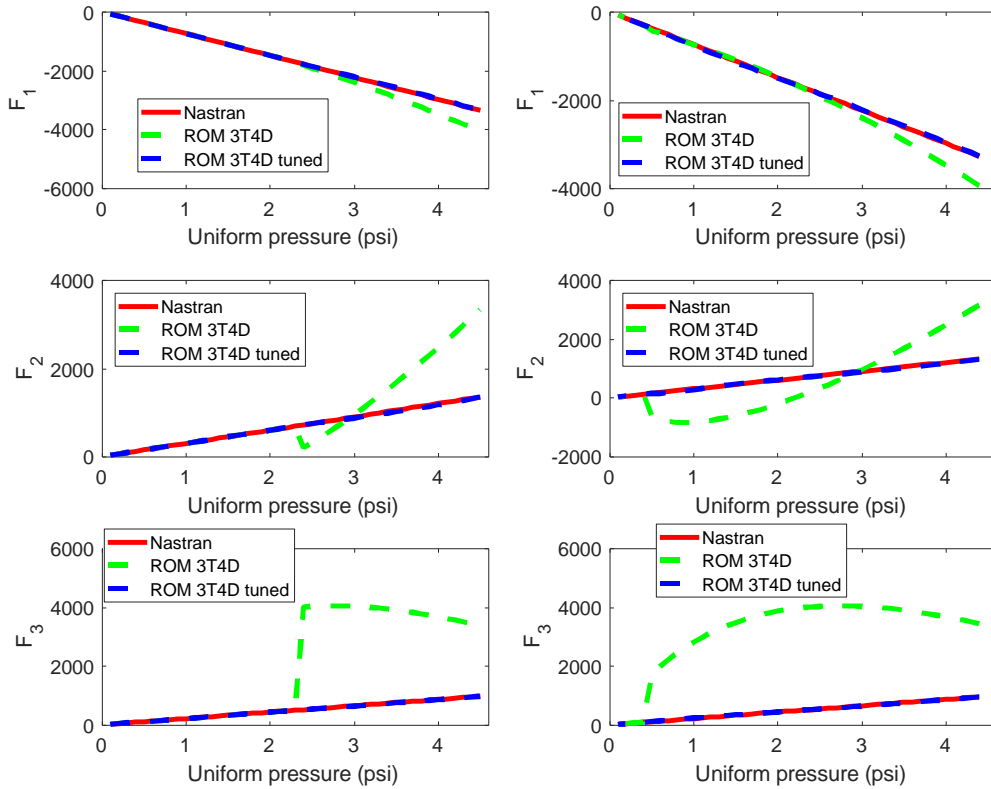 0
-2000
-4000
-6000
F1
Nastran
ROM 3T4D
ROM 3T4D tuned
0 1 2 3 4
Uniform pressure (psi)
0
-2000
-4000
F1
Nastran
ROM 3T4D
ROM 3T4D tuned
0 1 2 3 4
Uniform pressure (psi)
4000
2000
0
F2
Nastran
ROM 3T4D
ROM 3T4D tuned
0 1 2 3 4
Uniform pressure (psi)
4000
2000
0
-2000
F2
Nastran
ROM 3T4D
ROM 3T4D tuned
0 1 2 3 4
Uniform pressure (psi)
6000
4000
2000
0
F3
Nastran
ROM 3T4D
ROM 3T4D tuned
0 1 2 3 4
Uniform pressure (psi)
6000
4000
2000
0
F3
Nastran
ROM 3T4D
ROM 3T4D tuned
0 1 2 3 4
Uniform pressure (psi)